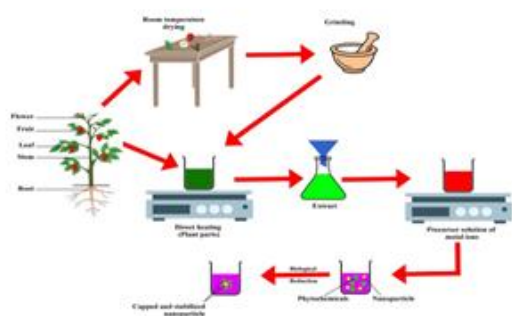 Room temperature
drying
Grinding
Flower
Fruit
Leaf
Stem
Root
Direct heating
(Plant parts)
Extract
Precursor solution of
metal ions
Biological
Reduction
Phytochemicals
Nanoparticle
Capped and stabilized
nanoparticle